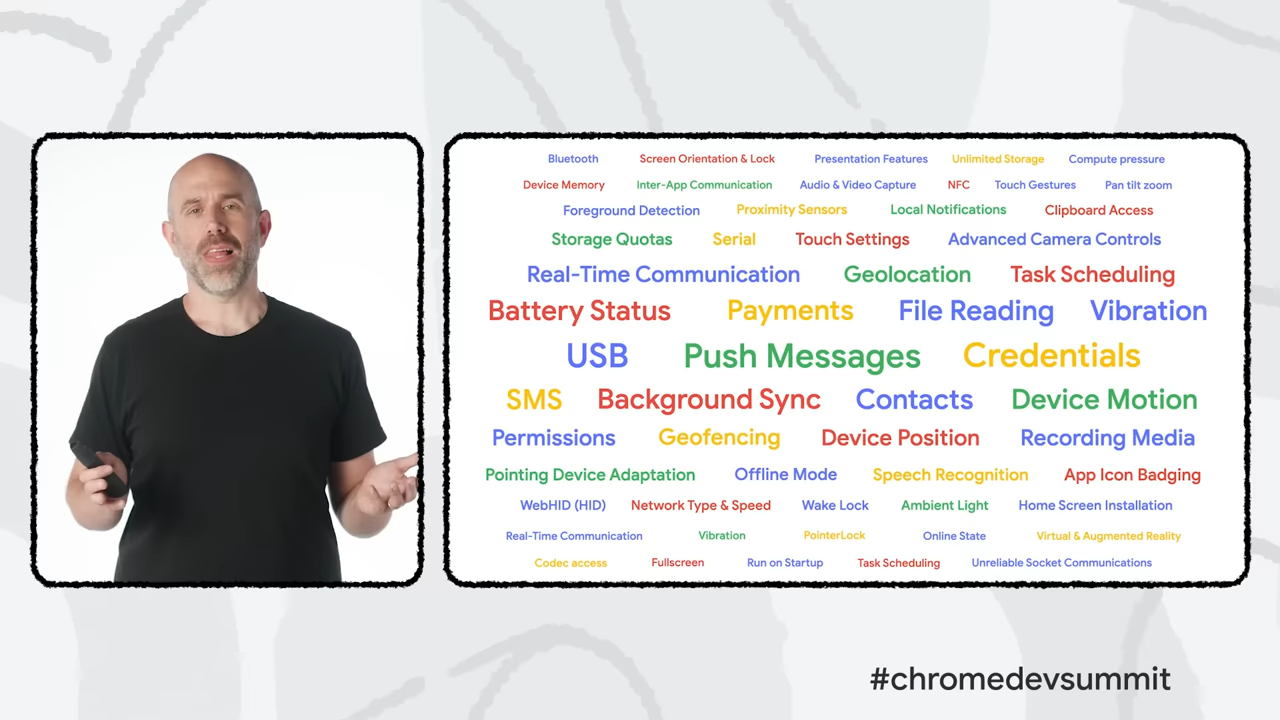 Bluetooth Screen Orientation & Lock Presentation Features Unlimited Storage Compute pressure
Device Memory Inter-App Communication Audio & Video Capture NFC Touch Gestures Pan tilt zoom
Foreground Detection Proximity Sensors Local Notifications Clipboard Access
Storage Quotas Serial Touch Settings Advanced Camera Controls
Real-Time Communication Geolocation Task Scheduling
Battery Status Payments File Reading Vibration
USB Push Messages Credentials
SMS Background Sync Contacts Device Motion
Permissions Geofencing Device Position Recording Media
Pointing Device Adaptation Offline Mode Speech Recognition App Icon Badging
WebHID (HID) Network Type & Speed Wake Lock Ambient Light Home Screen Installation
Real-Time Communication Vibration PointerLock Online State Virtual & Augmented Reality
Codec access Fullscreen Run on Startup Task Scheduling Unreliable Socket Communications
#chromedevsummit